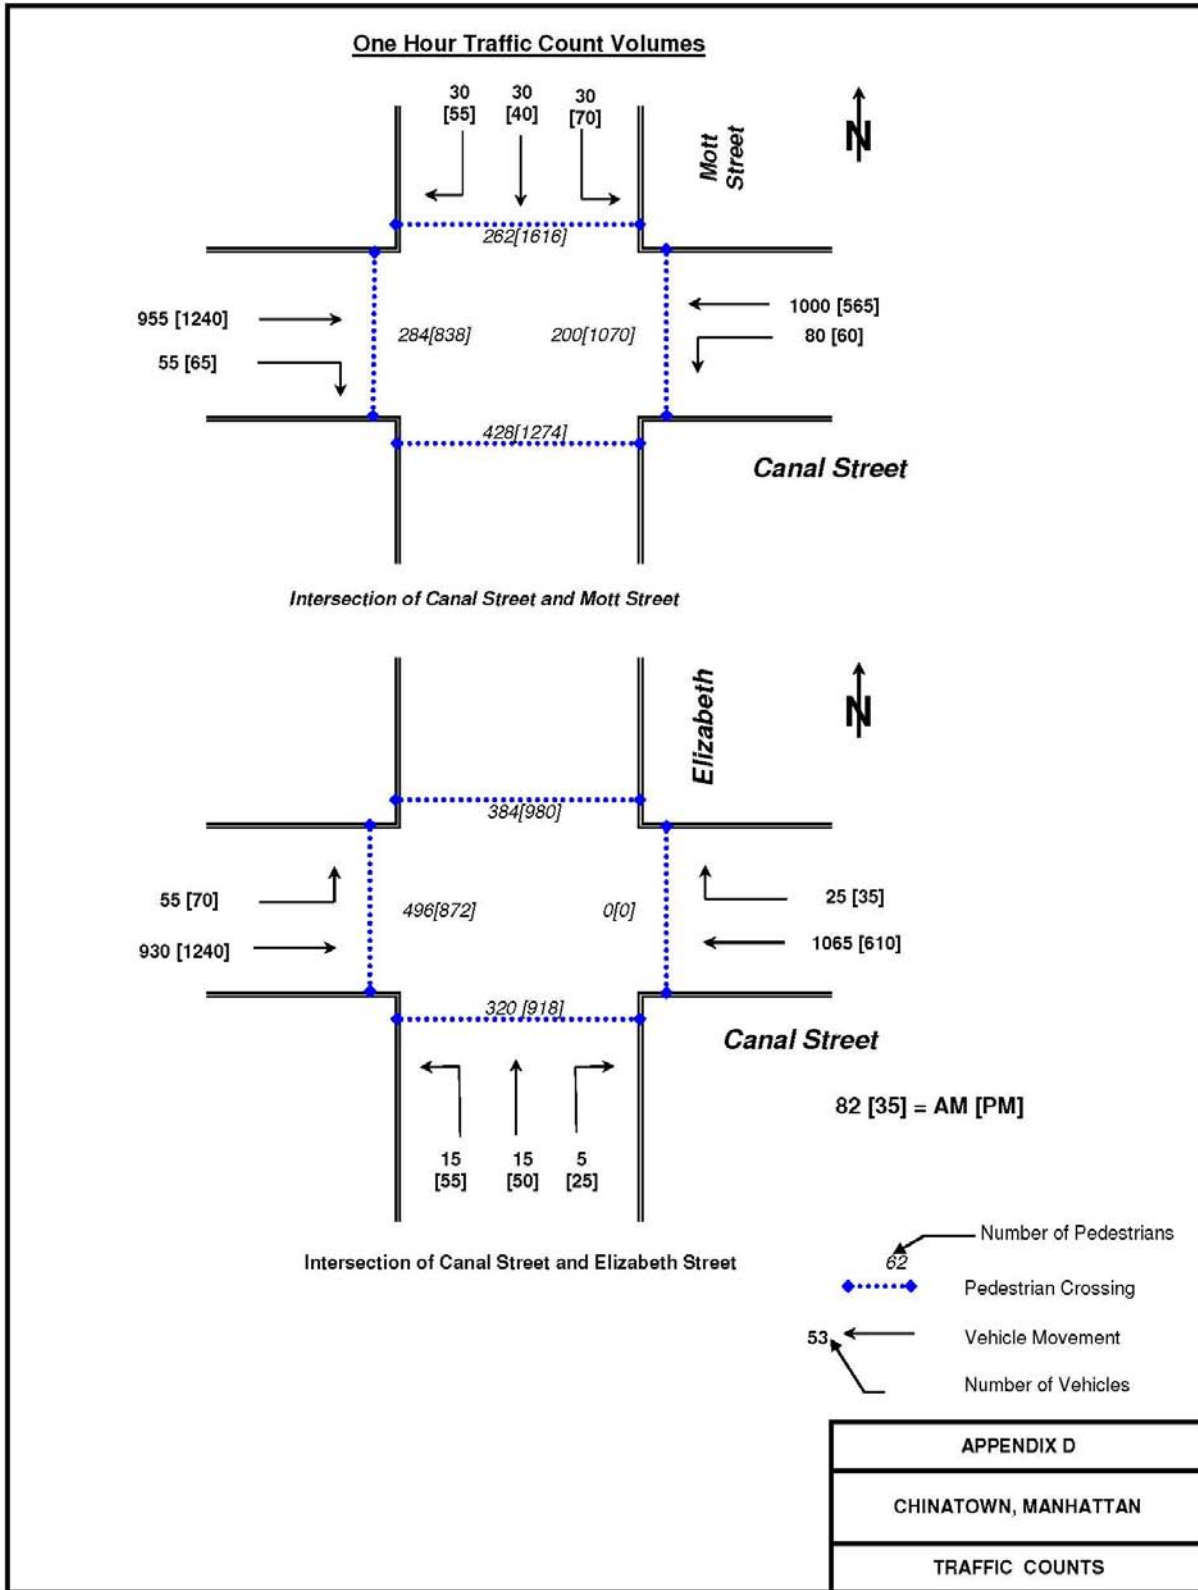 One Hour Traffic Count Volumes
30 30 30
[55] [40] [70]
Mott
Street
N
262[1616]
955 [1240]
1000 [565]
284[838]
200[1070]
80 [60]
55 [65]
428[1274]
Canal Street
Intersection of Canal Street and Mott Street
Elizabeth
N
384[980]
55 [70]
25 [35]
496[872]
0[0]
930 [1240]
1065 [610]
320 [918]
Canal Street
82 [35] = AM [PM]
15 15 5
[55] [50] [25]
Number of Pedestrians
62
Intersection of Canal Street and Elizabeth Street
Pedestrian Crossing
53
Vehicle Movement
Number of Vehicles
APPENDIX D
CHINATOWN, MANHATTAN
TRAFFIC COUNTS